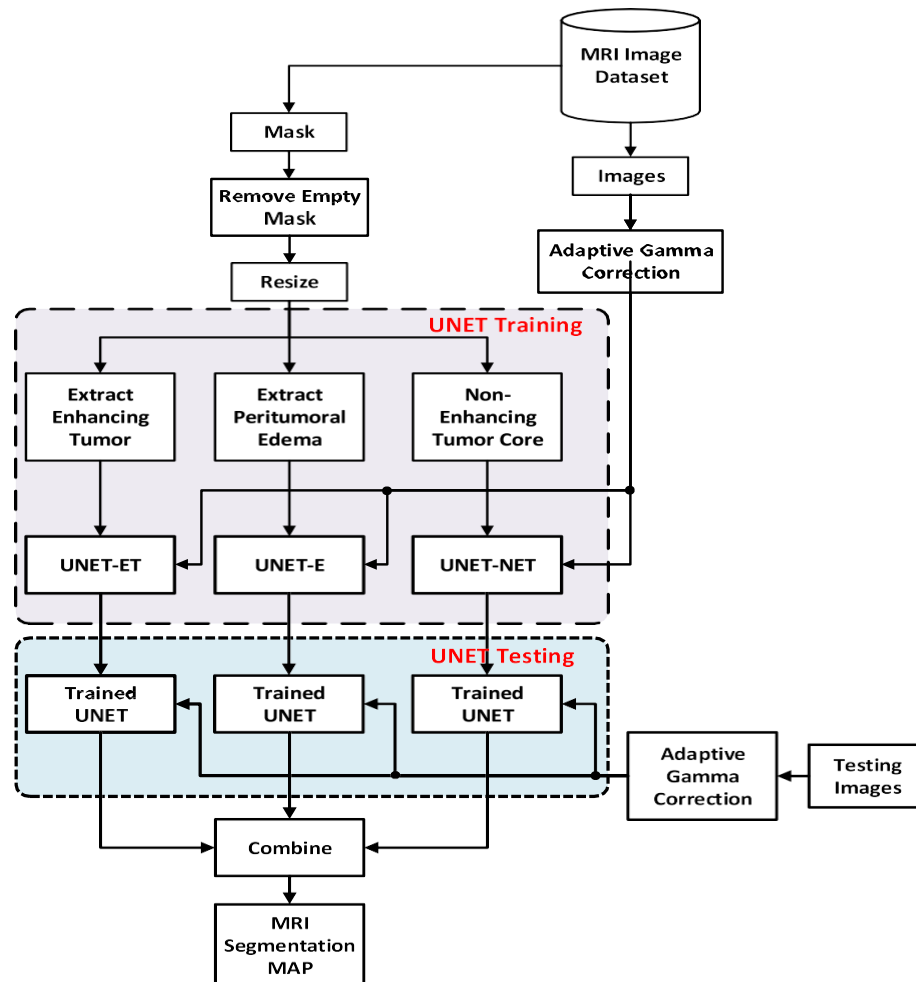 MRI Image
Dataset
Mask
Images
Remove Empty
Mask
Adaptive Gamma
Correction
Resize
UNET Training
Extract
Enhancing
Tumor
Extract
Peritumoral
Edema
Non-
Enhancing
Tumor Core
UNET-ET
UNET-E
UNET-NET
UNET Testing
Trained
UNET
Trained
UNET
Trained
UNET
Adaptive
Gamma
Correction
Testing
Images
Combine
MRI
Segmentation
MAP